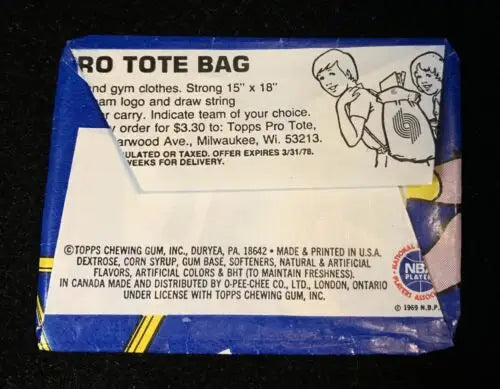 RO TOTE BAG
and gym clothes. Strong 15" x 18"
am logo and draw string
r carry. Indicate team of your choice.
y order for $3.30 to: Topps Pro Tote,
arwood Ave., Milwaukee, Wi. 53213.
ULATED OR TAXED. OFFER EXPIRES 3/31/78.
WEEKS FOR DELIVERY.
©TOPPS CHEWING GUM, INC., DURYEA, PA. 18642 • MADE & PRINTED IN U.S.A.
DEXTROSE, CORN SYRUP, GUM BASE, SOFTENERS, NATURAL & ARTIFICIAL
FLAVORS, ARTIFICIAL COLORS & BHT (TO MAINTAIN FRESHNESS).
IN CANADA MADE AND DISTRIBUTED BY O-PEE-CHEE CO., LTD., LONDON, ONTARIO
UNDER LICENSE WITH TOPPS CHEWING GUM, INC.
NATIONAL
NBA
PLAYER
PLAYERS ASSOC
© 1969 N.B.P.